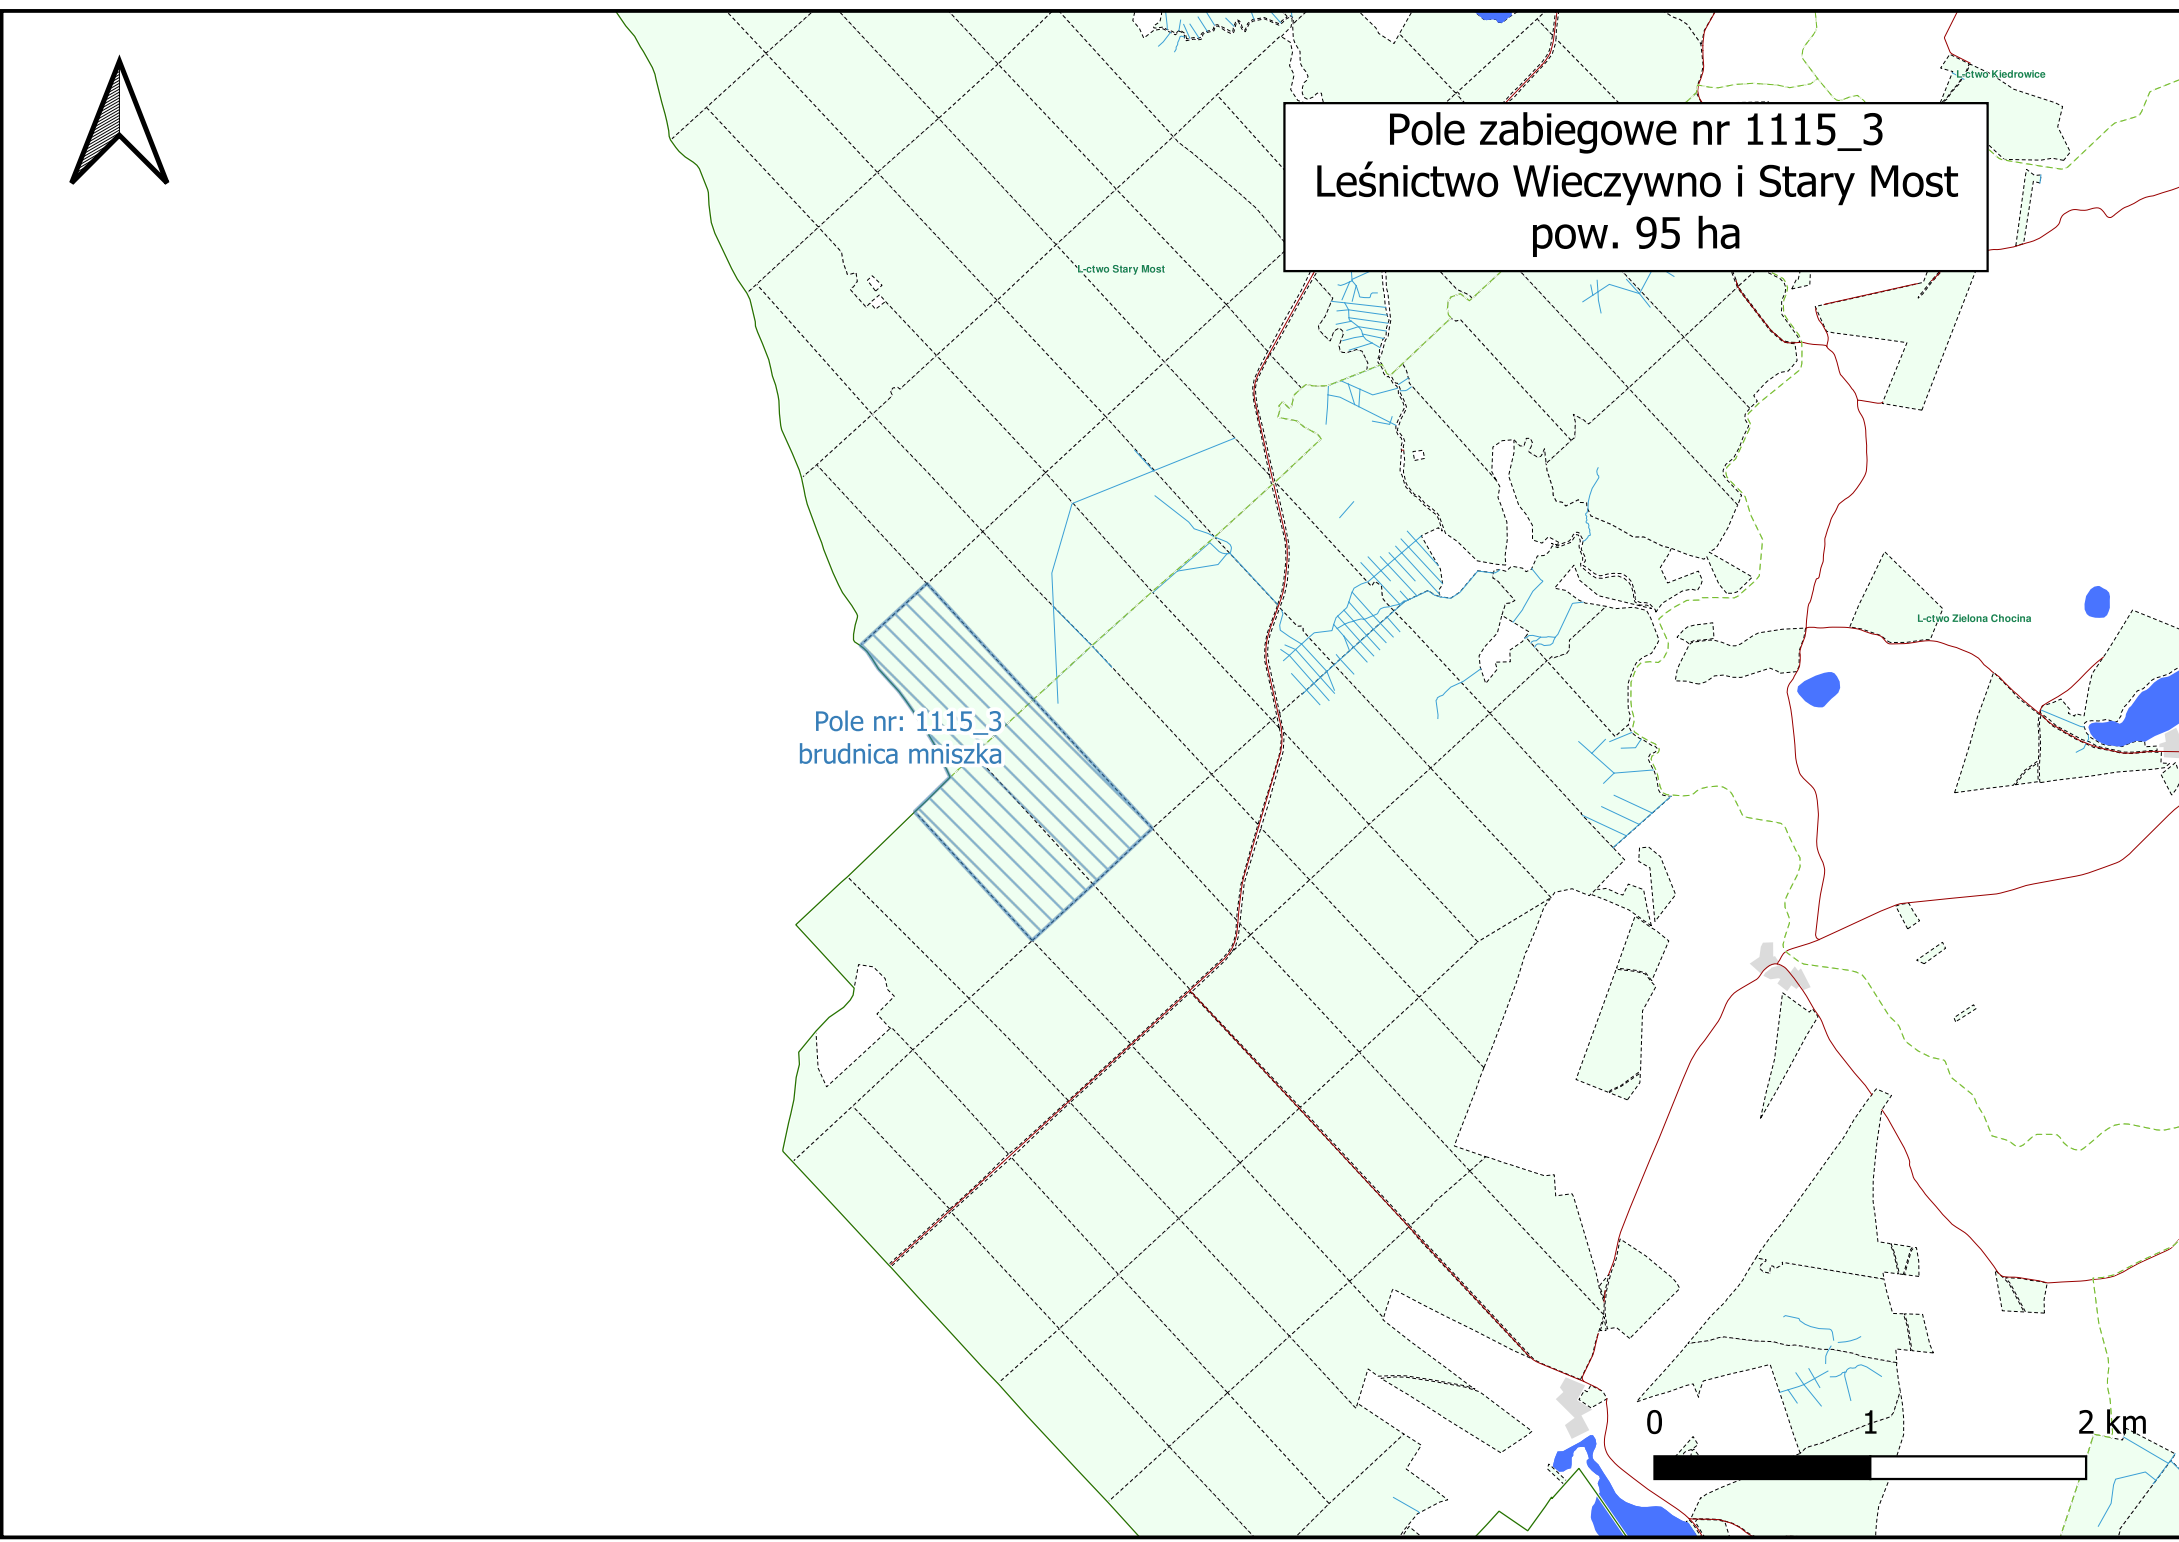 L-ctwo Kiedrowice
Pole zabiegowe nr 1115_3
Leśnictwo Wieczywno i Stary Most
pow. 95 ha
L-ctwo Stary Most
L-ctwo Zielona Chocina
Pole nr: 1115_3
brudnica mniszka
0 1 2 km